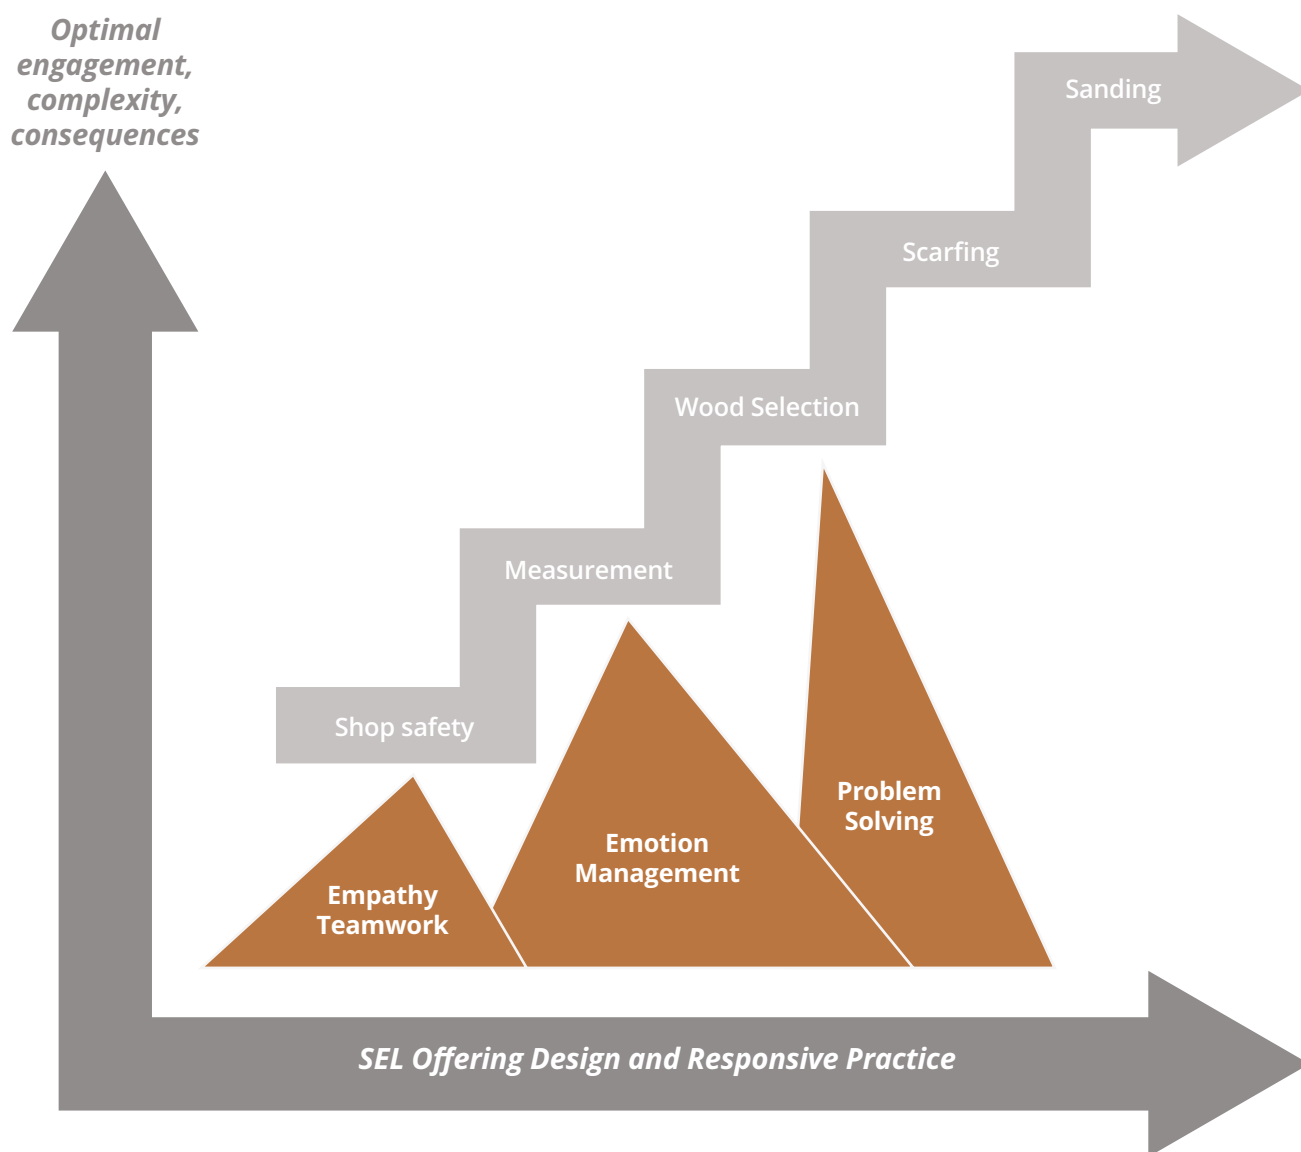 Optimal
engagement,
complexity,
consequences
Sanding
Scarfing
Wood Selection
Measurement
Shop safety
Problem
Solving
Emotion
Management
Empathy
Teamwork
SEL Offering Design and Responsive Practice